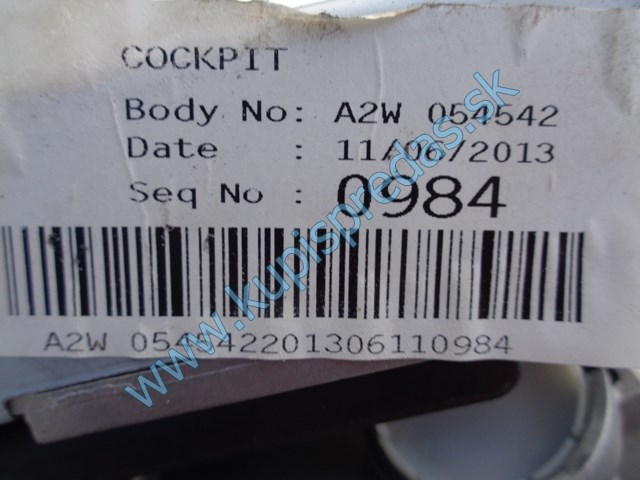 COCKPIT
Body No: A2W 054542
Date : 11/06/2013
Seq No : 0984
A2W 054542201306110984
www.kupispredas.sk